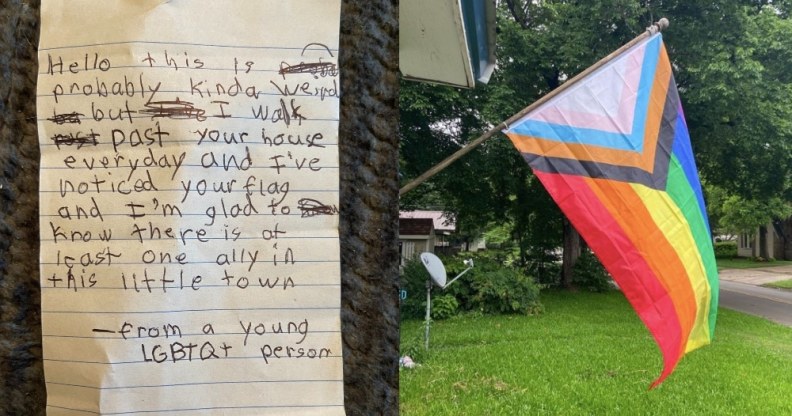 Hello this is
probably kinda weird
but I walk
past your house
everyday and I've
noticed your flag
and I'm glad to
know there is at
least one ally in
this little town
—from a young
LGBTQ+ person